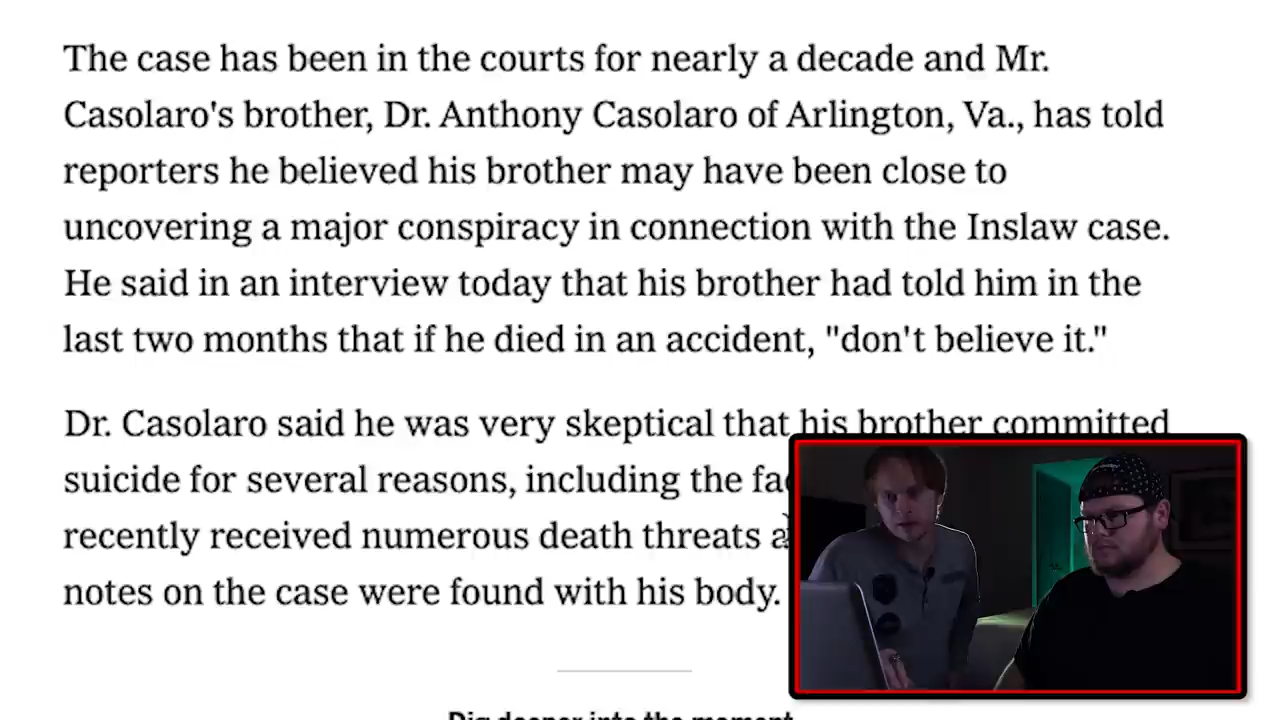 The case has been in the courts for nearly a decade and Mr.
Casolaro's brother, Dr. Anthony Casolaro of Arlington, Va., has told
reporters he believed his brother may have been close to
uncovering a major conspiracy in connection with the Inslaw case.
He said in an interview today that his brother had told him in the
last two months that if he died in an accident, "don't believe it."
Dr. Casolaro said he was very skeptical that his brother committed
suicide for several reasons, including the
recently received numerous death threats
notes on the case were found with his body.
Dig deeper into the moment.